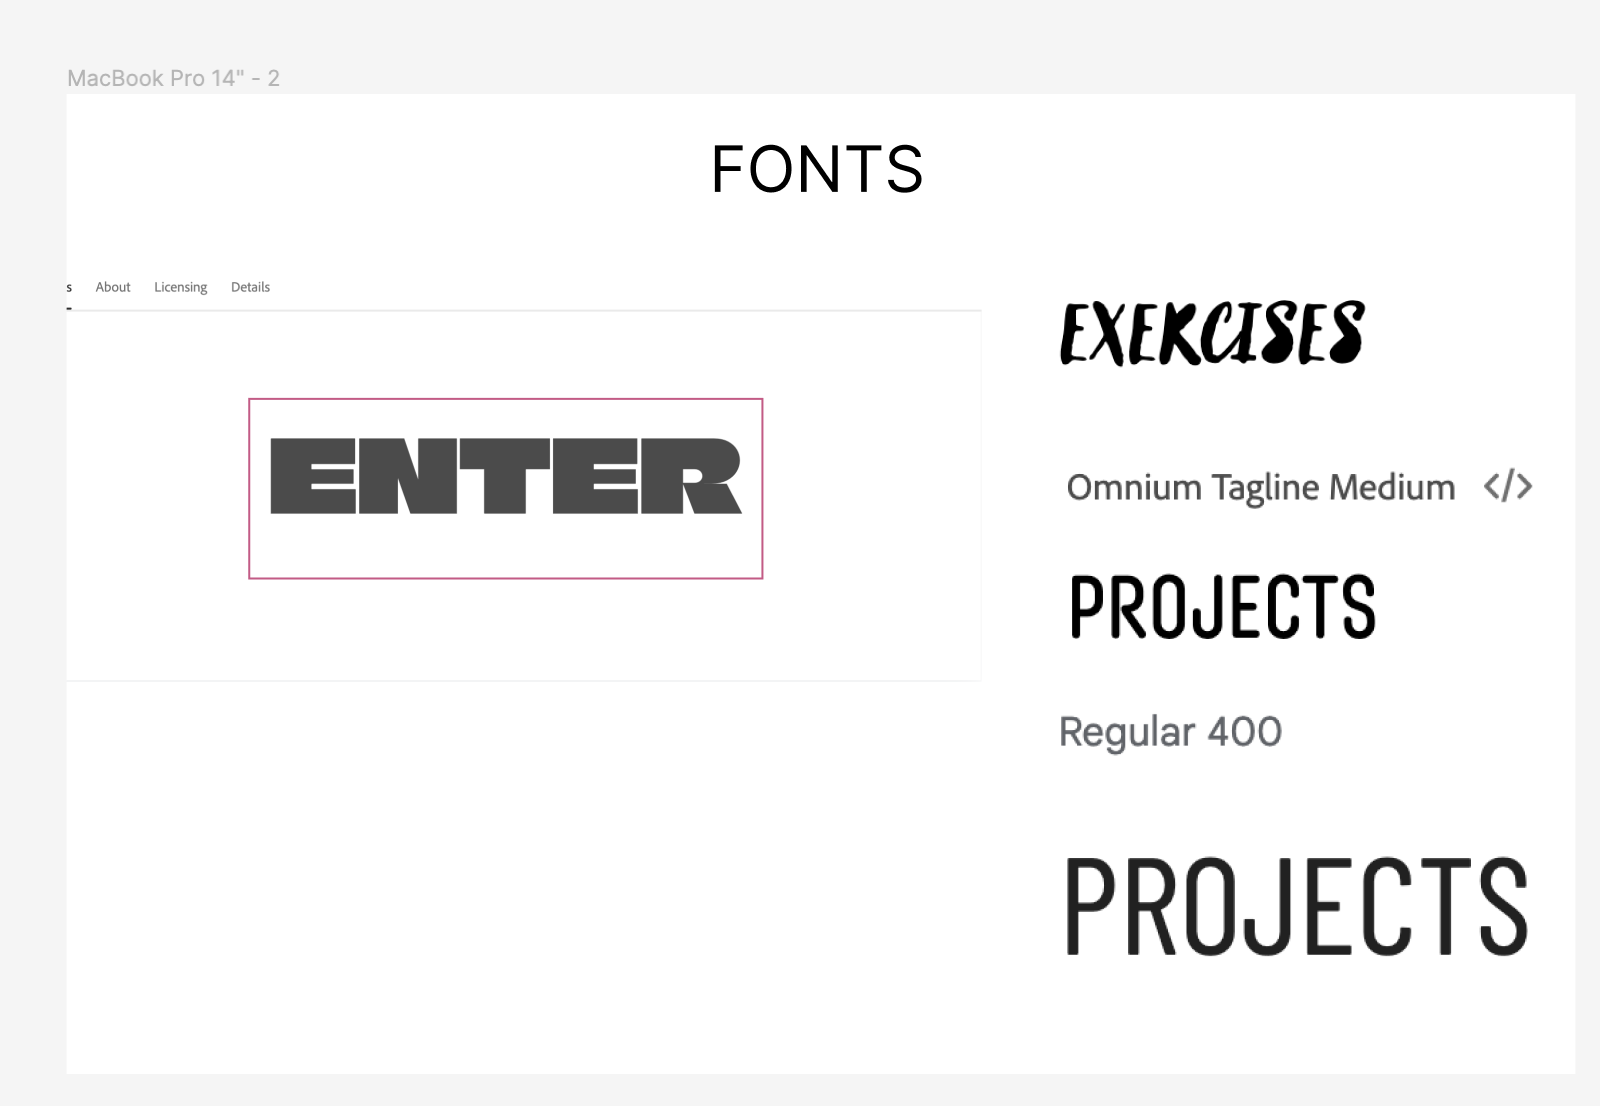 MacBook Pro 14" - 2
FONTS
s About Licensing Details
ENTER
EXERCISES
Omnium Tagline Medium </>
PROJECTS
Regular 400
PROJECTS